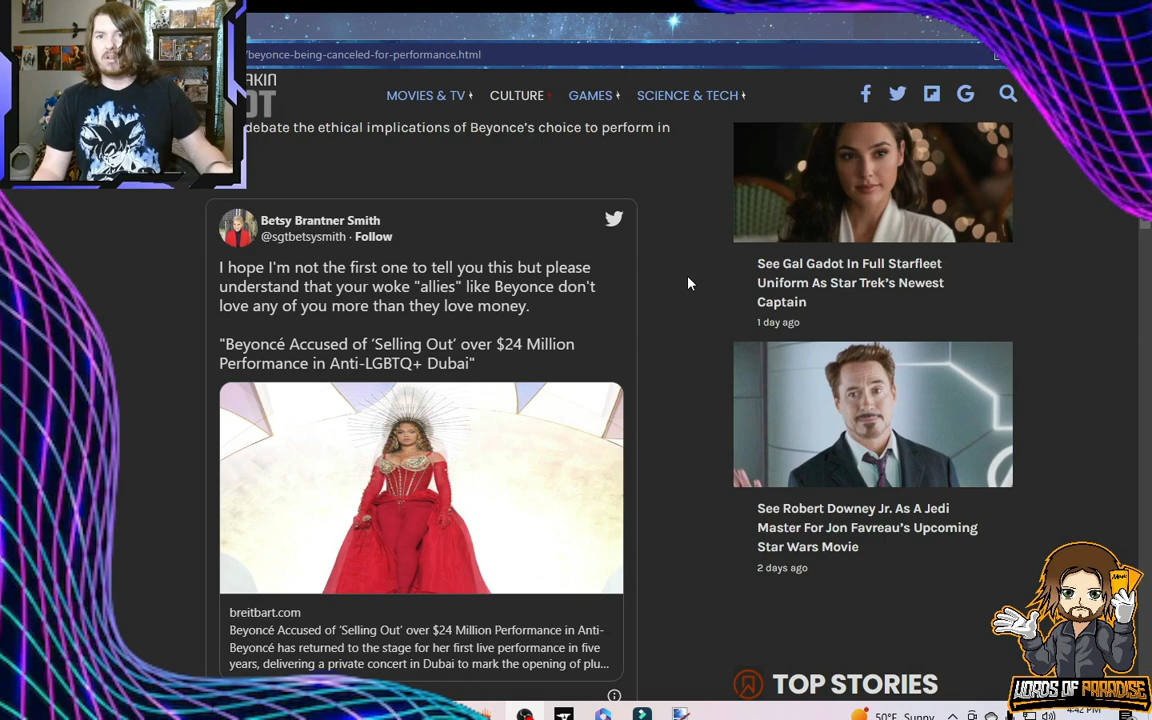 /beyonce-being-canceled-for-performance.html
AKIN
OT
MOVIES & TV
CULTURE
GAMES
SCIENCE & TECH
debate the ethical implications of Beyonce's choice to perform in
Betsy Brantner Smith
@sgtbetsysmith · Follow
I hope I'm not the first one to tell you this but please
understand that your woke "allies" like Beyonce don't
love any of you more than they love money.
"Beyoncé Accused of 'Selling Out' over $24 Million
Performance in Anti-LGBTQ+ Dubai"
breitbart.com
Beyoncé Accused of 'Selling Out' over $24 Million Performance in Anti-
Beyoncé has returned to the stage for her first live performance in five
years, delivering a private concert in Dubai to mark the opening of plu...
See Gal Gadot In Full Starfleet
Uniform As Star Trek's Newest
Captain
1 day ago
See Robert Downey Jr. As A Jedi
Master For Jon Favreau's Upcoming
Star Wars Movie
2 days ago
TOP STORIES
WORDS OF PARADISE
50°F Sunny
4:42 PM